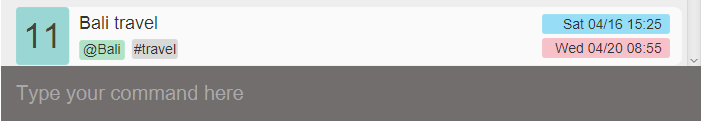 11
Bali travel
@Bali #travel
Sat 04/16 15:25
Wed 04/20 08:55
Type your command here